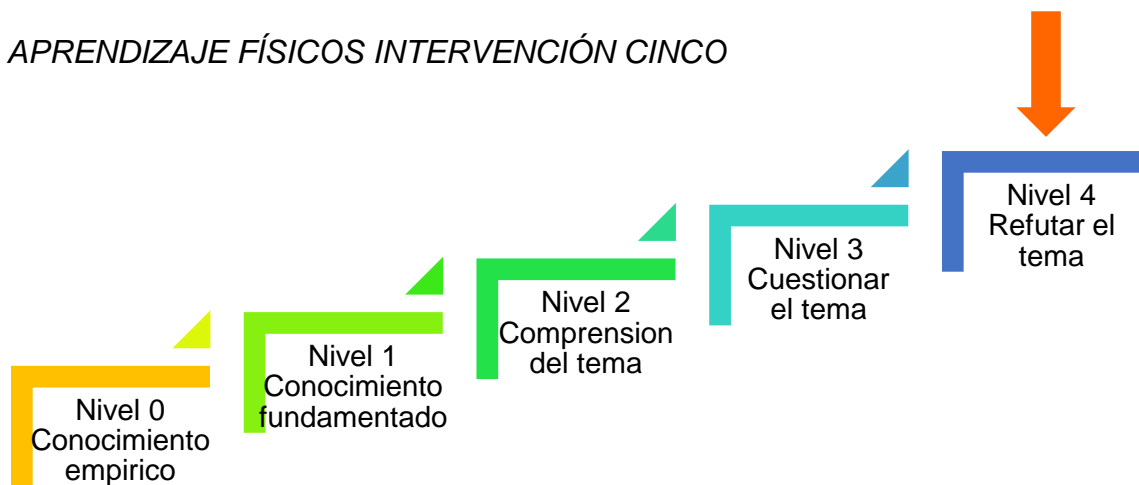 APRENDIZAJE FÍSICOS INTERVENCIÓN CINCO
Nivel 0
Conocimiento
empirico
Nivel 1
Conocimiento
fundamentado
Nivel 2
Comprension
del tema
Nivel 3
Cuestionar
el tema
Nivel 4
Refutar el
tema